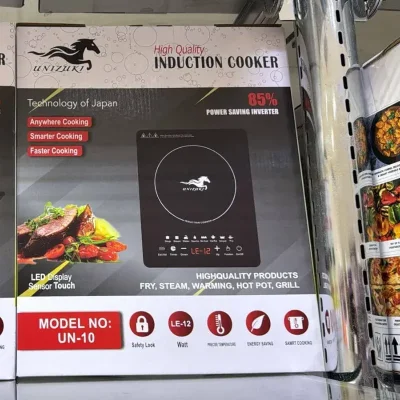 UNIZUKI
High Quality
INDUCTION COOKER
Technology of Japan
85%
POWER SAVING INVERTER
Anywhere Cooking
Smarter Cooking
Faster Cooking
LE-12
LED Display
Sensor Touch
HIGHQUALITY PRODUCTS
FRY, STEAM, WARMING, HOT POT, GRILL
MODEL NO:
UN-10
LE-12
Safety Lock
Watt
ENERGY SAVING
SAMRT COOKING